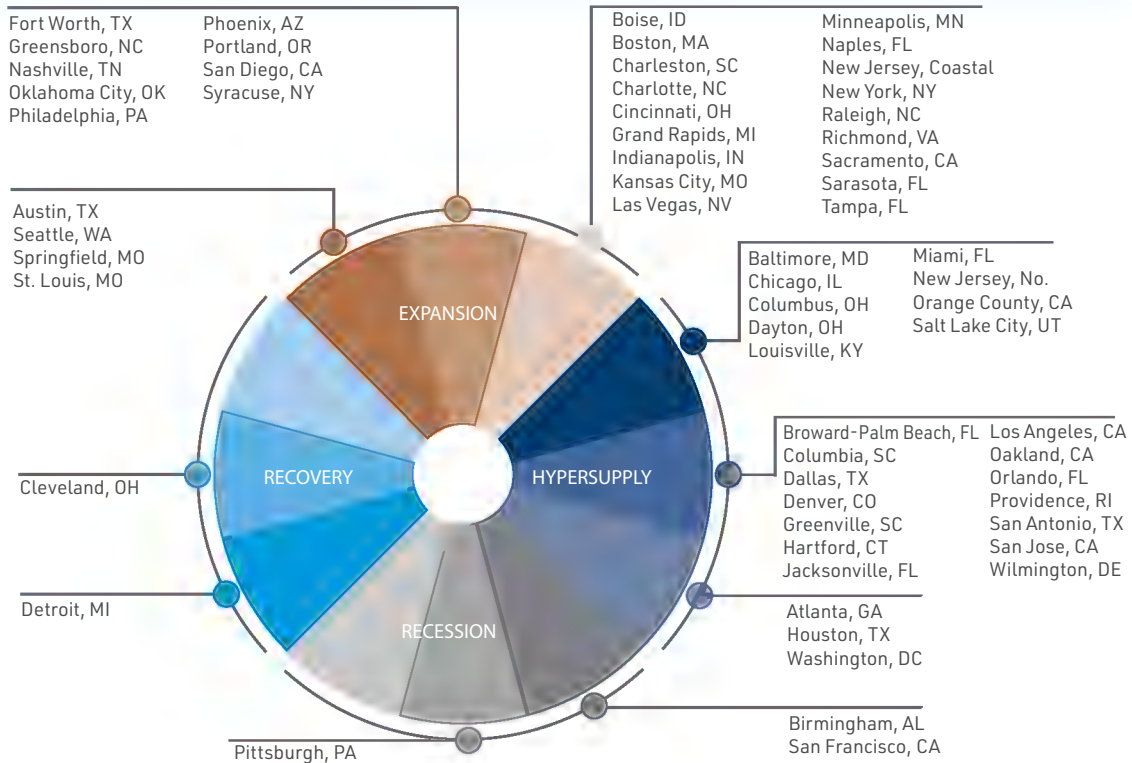 Fort Worth, TX
Greensboro, NC
Nashville, TN
Oklahoma City, OK
Philadelphia, PA
Phoenix, AZ
Portland, OR
San Diego, CA
Syracuse, NY
Boise, ID
Boston, MA
Charleston, SC
Charlotte, NC
Cincinnati, OH
Grand Rapids, MI
Indianapolis, IN
Kansas City, MO
Las Vegas, NV
Minneapolis, MN
Naples, FL
New Jersey, Coastal
New York, NY
Raleigh, NC
Richmond, VA
Sacramento, CA
Sarasota, FL
Tampa, FL
Austin, TX
Seattle, WA
Springfield, MO
St. Louis, MO
Baltimore, MD
Chicago, IL
Columbus, OH
Dayton, OH
Louisville, KY
Miami, FL
New Jersey, No.
Orange County, CA
Salt Lake City, UT
EXPANSION
RECOVERY
HYPERSUPPLY
RECESSION
Cleveland, OH
Broward-Palm Beach, FL
Columbia, SC
Dallas, TX
Denver, CO
Greenville, SC
Hartford, CT
Jacksonville, FL
Los Angeles, CA
Oakland, CA
Orlando, FL
Providence, RI
San Antonio, TX
San Jose, CA
Wilmington, DE
Detroit, MI
Atlanta, GA
Houston, TX
Washington, DC
Birmingham, AL
San Francisco, CA
Pittsburgh, PA